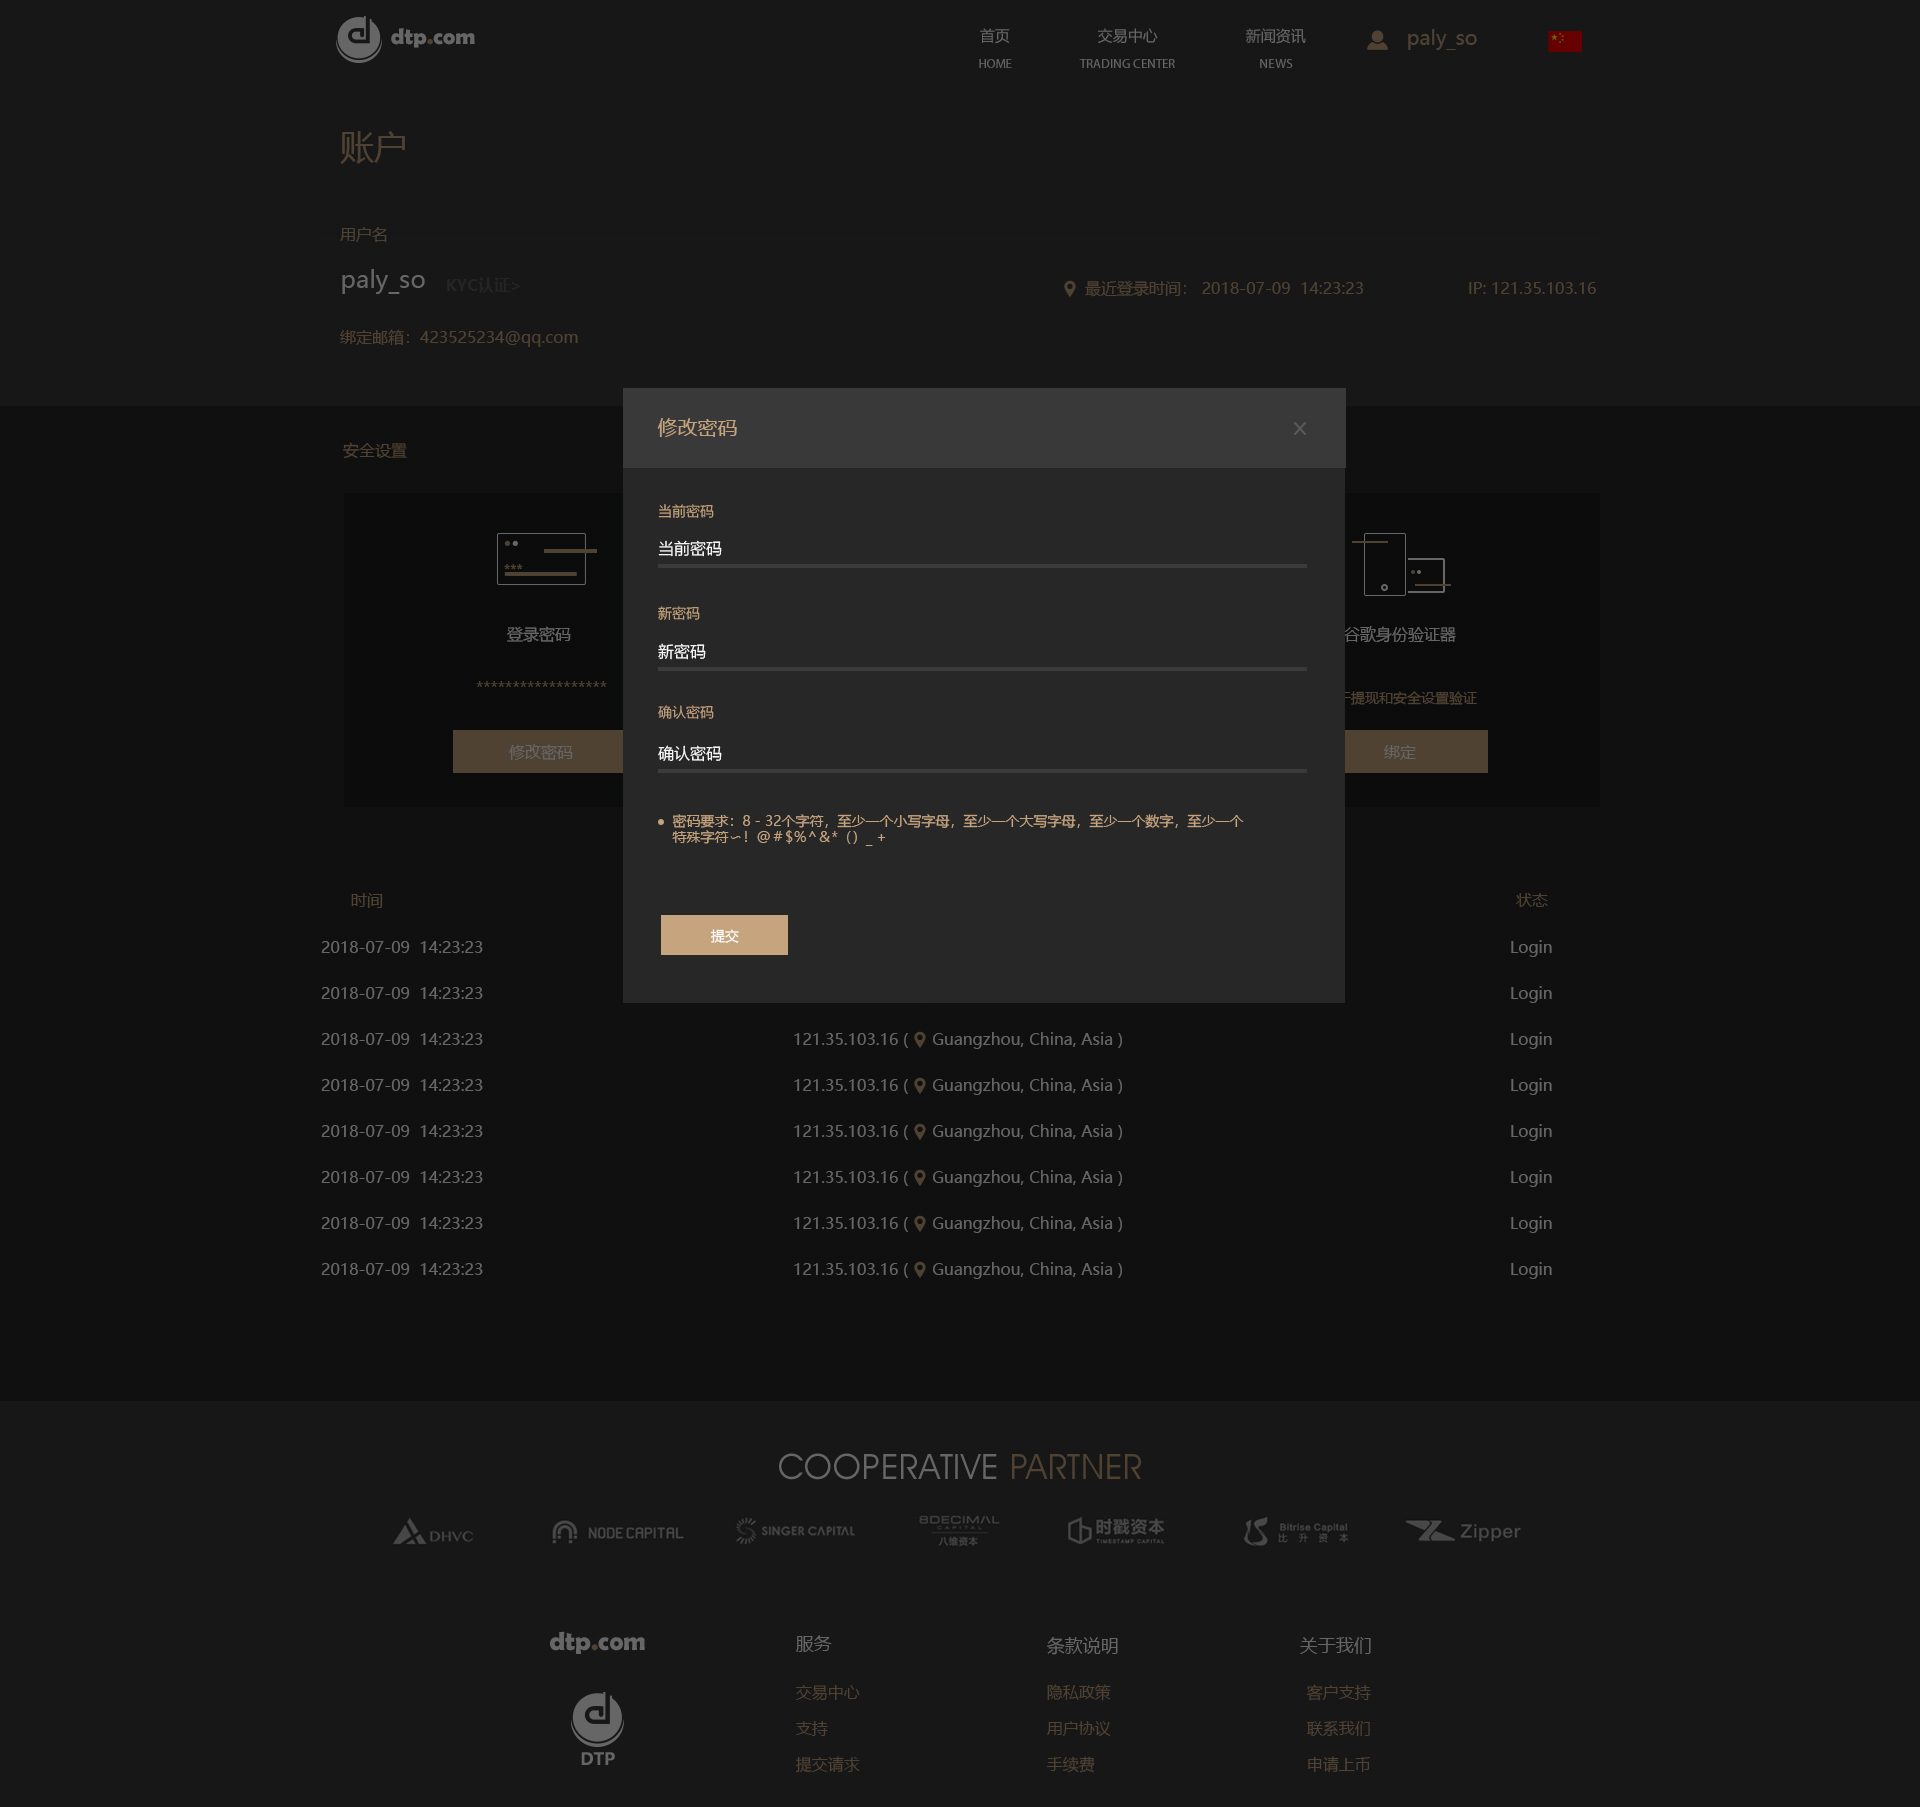 dtp.com
首页
交易中心
新闻资讯
paly_so
HOME
TRADING CENTER
NEWS
账户
用户名
paly_so
KYC认证>
最近登录时间： 2018-07-09 14:23:23
IP: 121.35.103.16
绑定邮箱：423525234@qq.com
安全设置
修改密码
×
当前密码
当前密码
新密码
新密码
确认密码
确认密码
密码要求：8 - 32个字符，至少一个小写字母，至少一个大写字母，至少一个数字，至少一个
特殊字符∽！@#$%^&*（）_ +
提交
***
登录密码
******************
修改密码
谷歌身份验证器
提现和安全设置验证
绑定
时间
状态
2018-07-09 14:23:23
Login
2018-07-09 14:23:23
Login
2018-07-09 14:23:23
121.35.103.16 ( Guangzhou, China, Asia )
Login
2018-07-09 14:23:23
121.35.103.16 ( Guangzhou, China, Asia )
Login
2018-07-09 14:23:23
121.35.103.16 ( Guangzhou, China, Asia )
Login
2018-07-09 14:23:23
121.35.103.16 ( Guangzhou, China, Asia )
Login
2018-07-09 14:23:23
121.35.103.16 ( Guangzhou, China, Asia )
Login
2018-07-09 14:23:23
121.35.103.16 ( Guangzhou, China, Asia )
Login
COOPERATIVE PARTNER
DHVC
NODE CAPITAL
SINGER CAPITAL
8DECIMAL
CAPITAL
八维资本
时戳资本
TIMESTAMP CAPITAL
Bitrise Capital
比升资本
Zipper
dtp.com
DTP
服务
交易中心
支持
提交请求
条款说明
隐私政策
用户协议
手续费
关于我们
客户支持
联系我们
申请上币